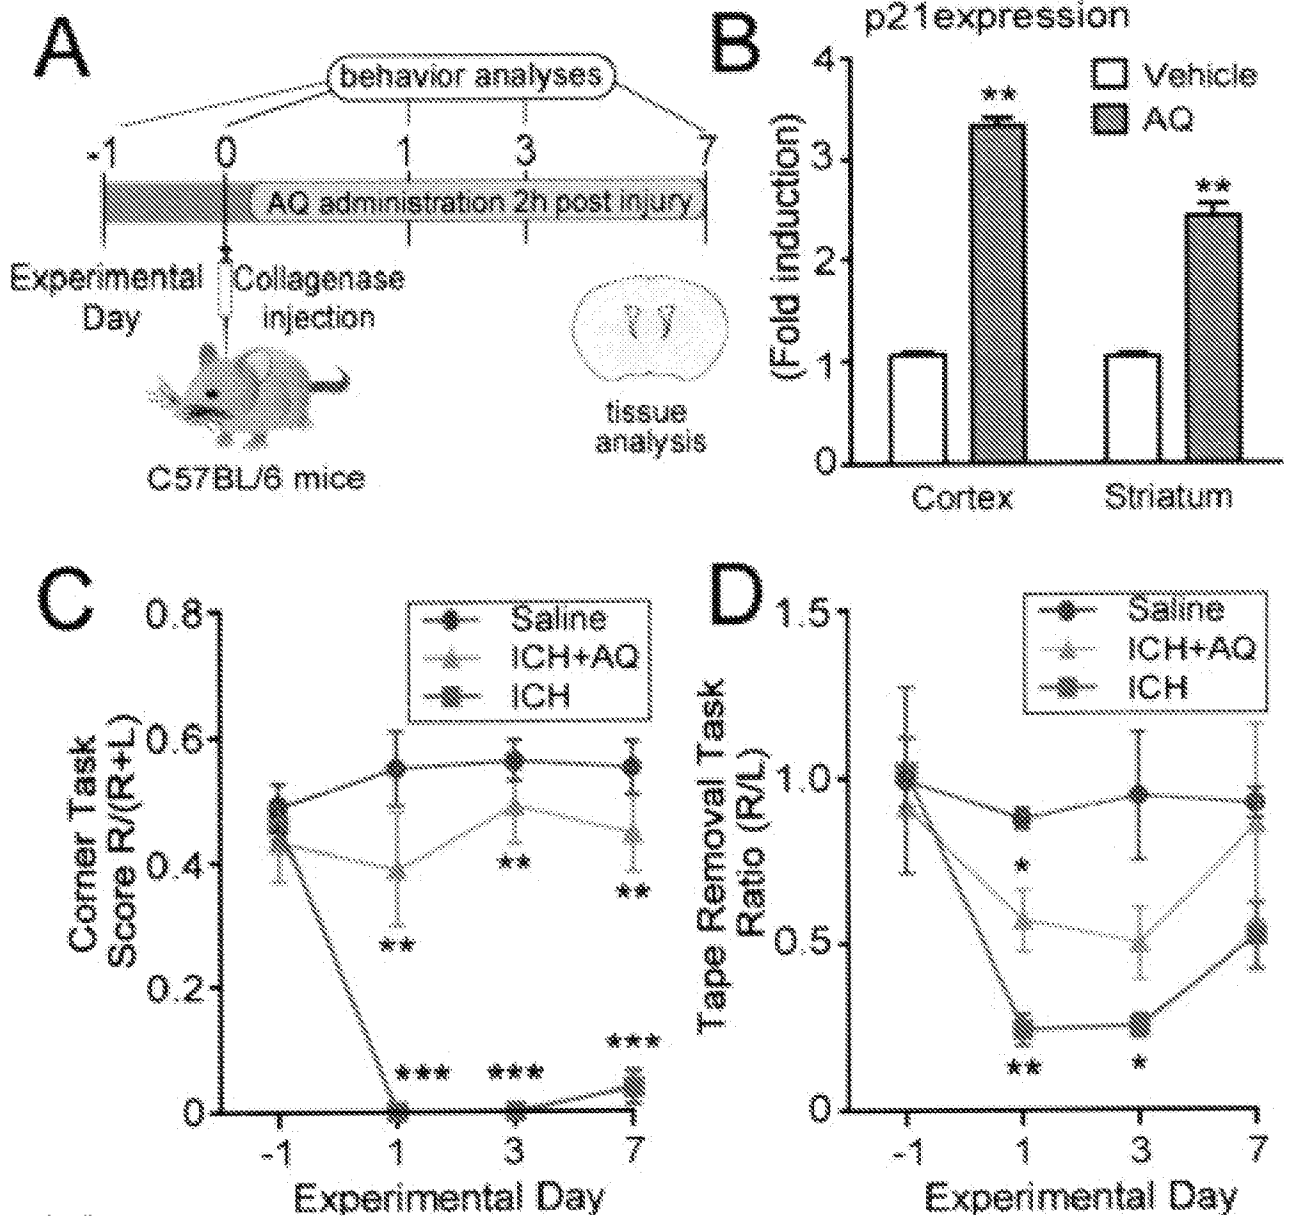 A
behavior analyses
-1 0 1 3 7
AQ administration 2h post injury
Experimental
Day
Collagenase
injection
C57BL/6 mice
tissue
analysis
B
p21expression
(Fold induction)
4
3
2
1
0
Vehicle
AQ
**
**
Cortex Striatum
C
Corner Task
Score R/(R+L)
0.8
0.6
0.4
0.2
0
Saline
ICH+AQ
ICH
**
**
**
***
***
***
-1 1 3 7
Experimental Day
D
Tape Removal Task
Ratio (R/L)
1.5
1.0
0.5
0
Saline
ICH+AQ
ICH
*
**
*
-1 1 3 7
Experimental Day